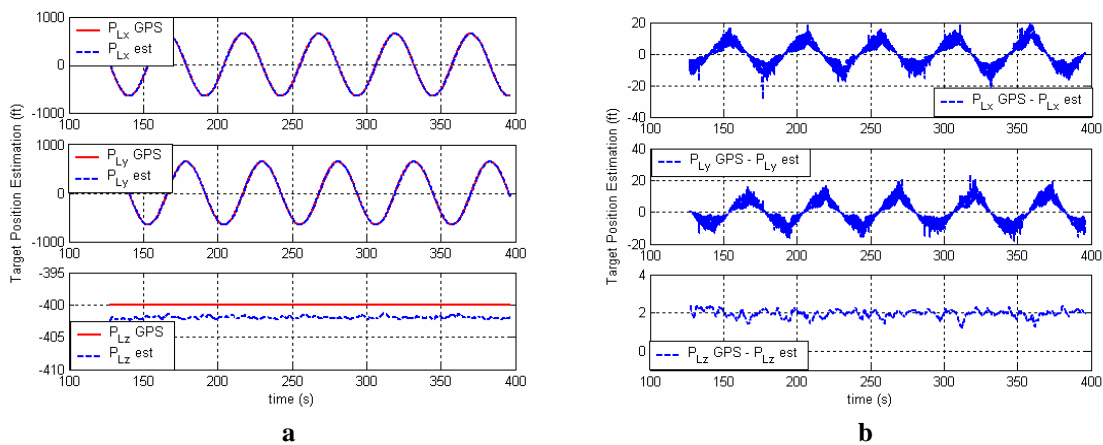 1000
0
-1000
P_Lx GPS
P_Lx est
100 150 200 250 300 350 400
1000
0
-1000
P_Ly GPS
P_Ly est
100 150 200 250 300 350 400
-395
-400
-405
-410
P_Lz GPS
P_Lz est
100 150 200 250 300 350 400
time (s)
Target Position Estimation (ft)
a
20
0
-20
-40
P_Lx GPS - P_Lx est
100 150 200 250 300 350 400
40
20
0
-20
P_Ly GPS - P_Ly est
100 150 200 250 300 350 400
4
2
0
P_Lz GPS - P_Lz est
100 150 200 250 300 350 400
time (s)
Target Position Estimation (ft)
b